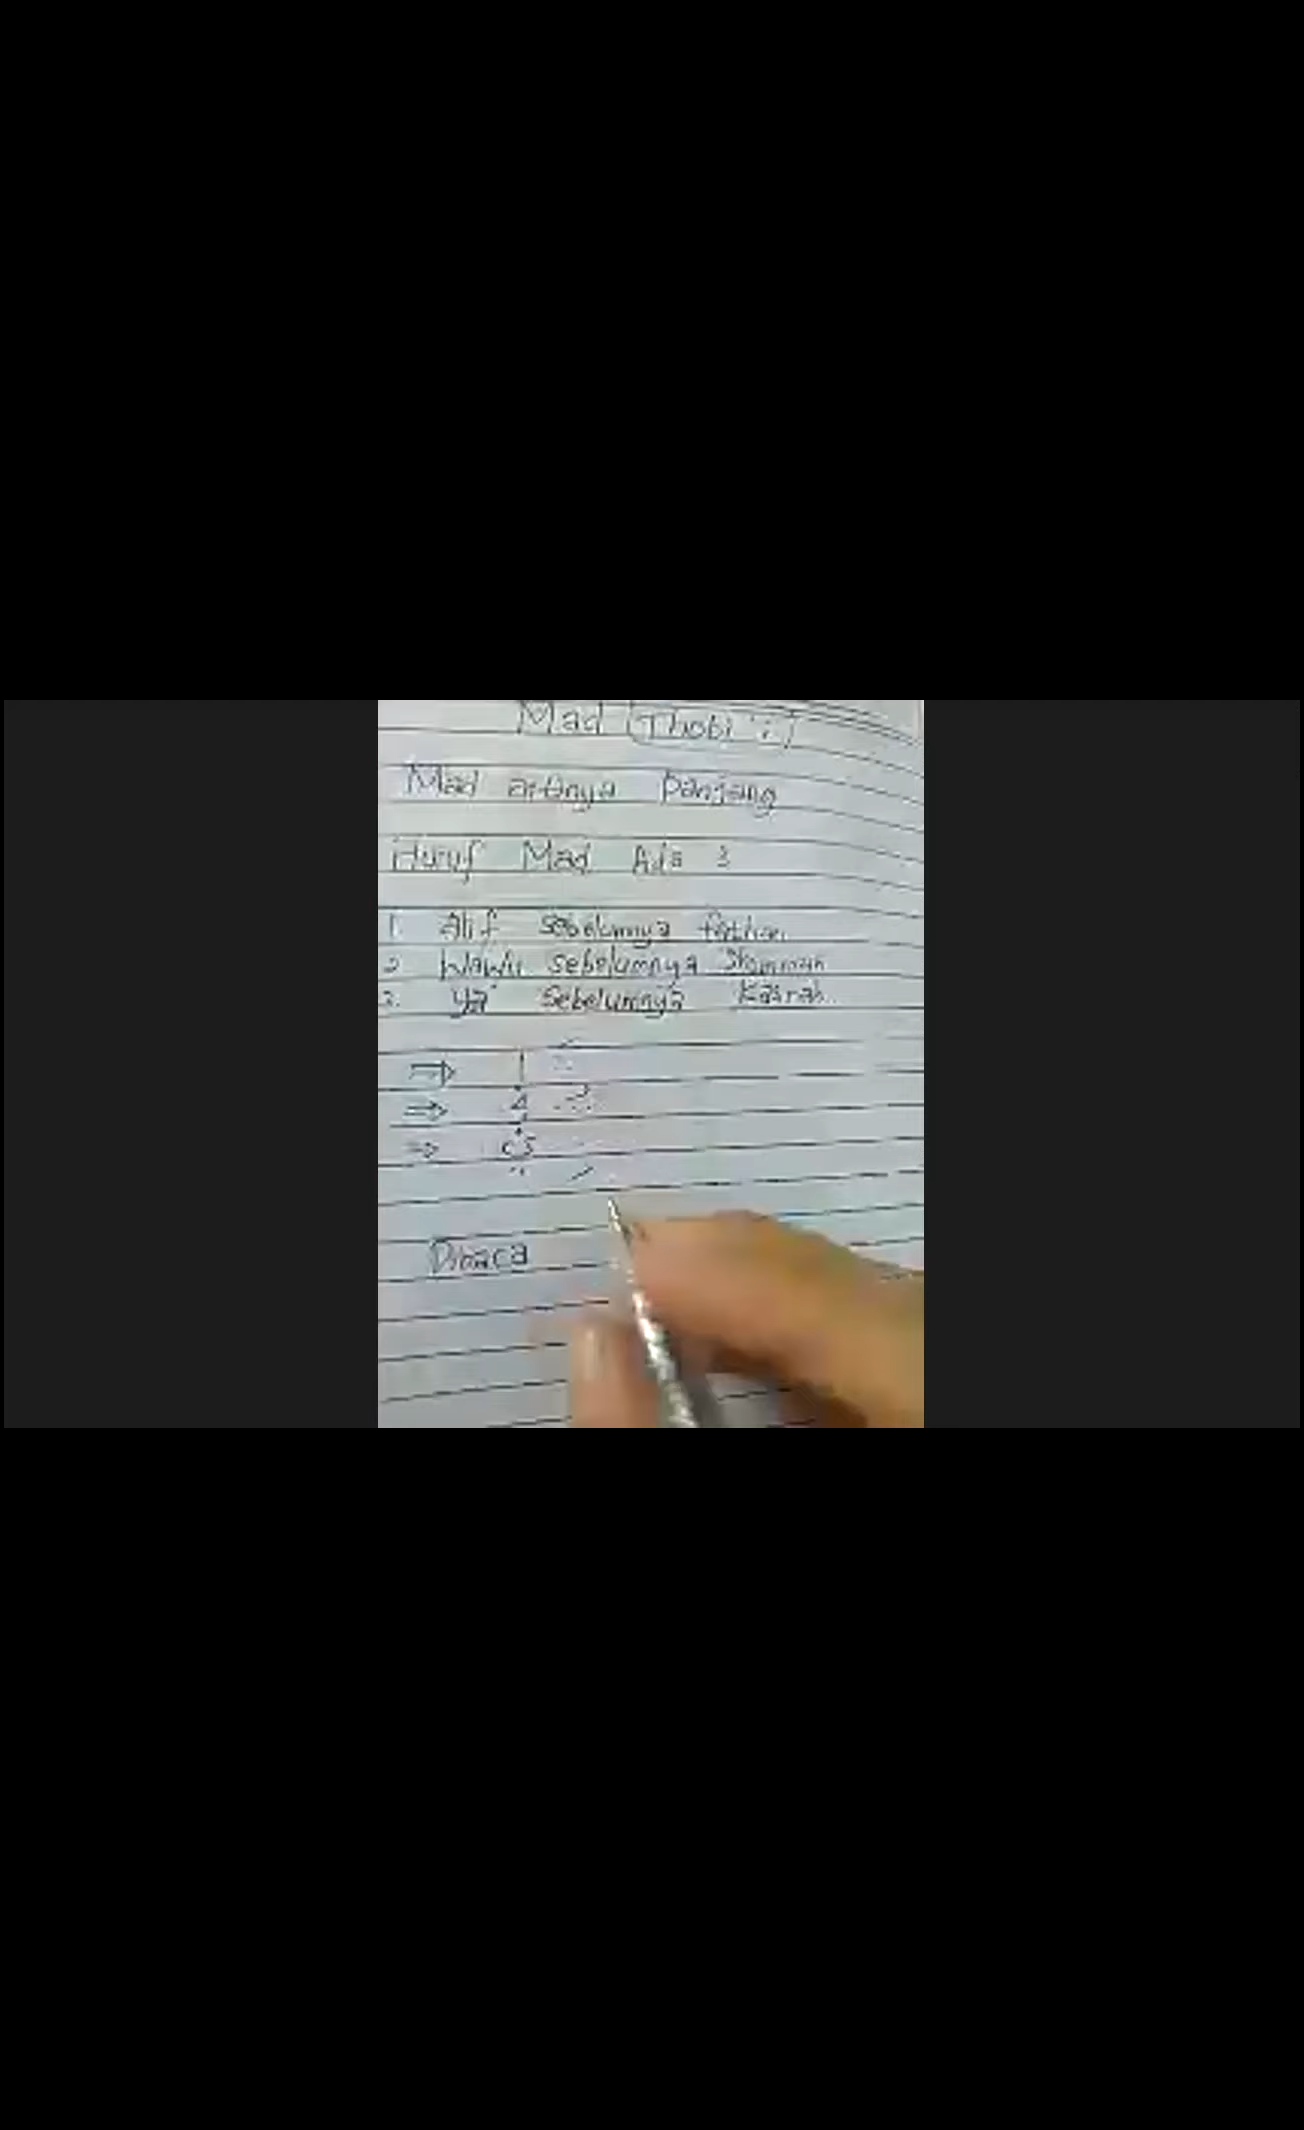 Mad Thobi'i
Mad artinya Panjang
Huruf Mad Ada 3
1. Alif sebelumnya fathah
2. Wawu sebelumnya Dhommah
3. Ya' sebelumnya Kasrah
⇒ ا
⇒ و
⇒ ي
Dibaca